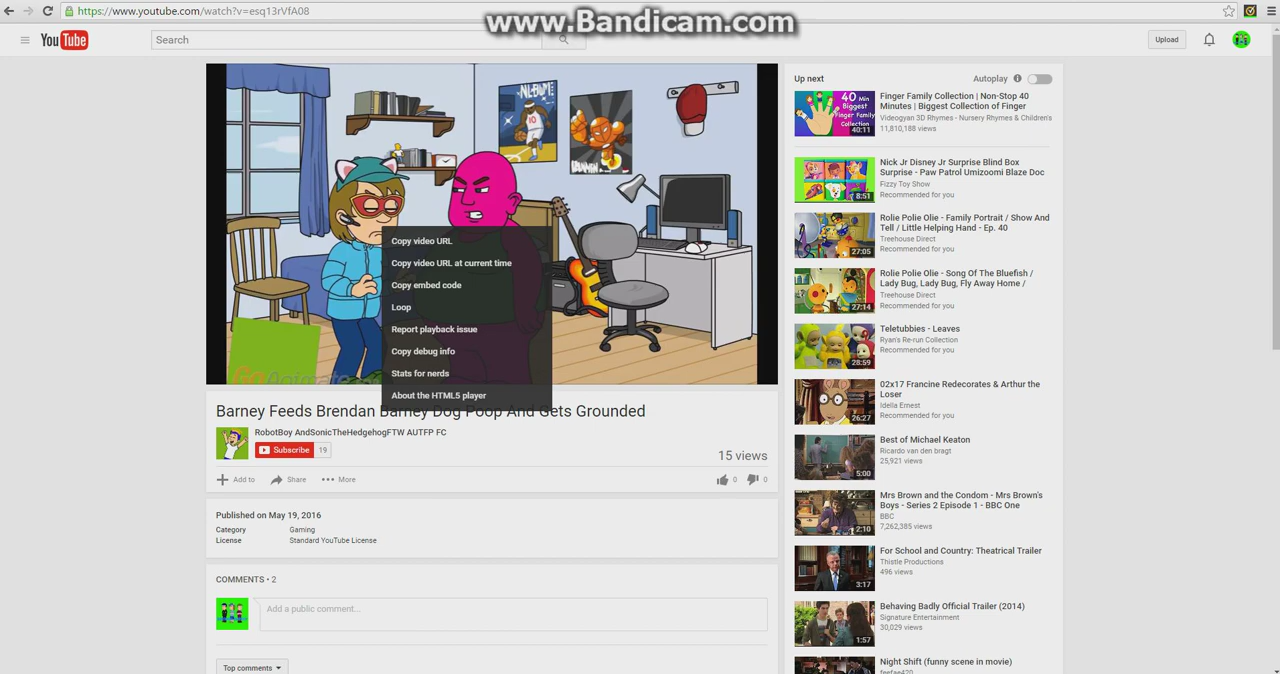 https://www.youtube.com/watch?v=esq13rVfA08
www.Bandicam.com
YouTube
Search
Upload
NLBUM
10
Copy video URL
Copy video URL at current time
Copy embed code
Loop
Report playback issue
Copy debug info
Stats for nerds
About the HTML5 player
GoAnimate
Barney Feeds Brendan Barney Dog Poop And Gets Grounded
RobotBoy AndSonicTheHedgehogFTW AUTFP FC
Subscribe 19
15 views
Add to Share More 0 0
Published on May 19, 2016
Category Gaming
License Standard YouTube License
COMMENTS • 2
Add a public comment...
Top comments
Up next Autoplay
40 Min
Biggest
Finger Family
Collection
40:11
Finger Family Collection | Non-Stop 40
Minutes | Biggest Collection of Finger
Videogyan 3D Rhymes - Nursery Rhymes & Children's
11,810,188 views
8:51
Nick Jr Disney Jr Surprise Blind Box
Surprise - Paw Patrol Umizoomi Blaze Doc
Fizzy Toy Show
Recommended for you
27:05
Rolie Polie Olie - Family Portrait / Show And
Tell / Little Helping Hand - Ep. 40
Treehouse Direct
Recommended for you
27:14
Rolie Polie Olie - Song Of The Bluefish /
Lady Bug, Lady Bug, Fly Away Home /
Treehouse Direct
Recommended for you
28:59
Teletubbies - Leaves
Ryan's Re-run Collection
Recommended for you
26:27
02x17 Francine Redecorates & Arthur the
Loser
Idella Ernest
Recommended for you
5:00
Best of Michael Keaton
Ricardo van den bragt
25,921 views
2:10
Mrs Brown and the Condom - Mrs Brown's
Boys - Series 2 Episode 1 - BBC One
BBC
7,262,385 views
3:17
For School and Country: Theatrical Trailer
Thistle Productions
496 views
1:57
Behaving Badly Official Trailer (2014)
Signature Entertainment
30,029 views
Night Shift (funny scene in movie)
feefae420